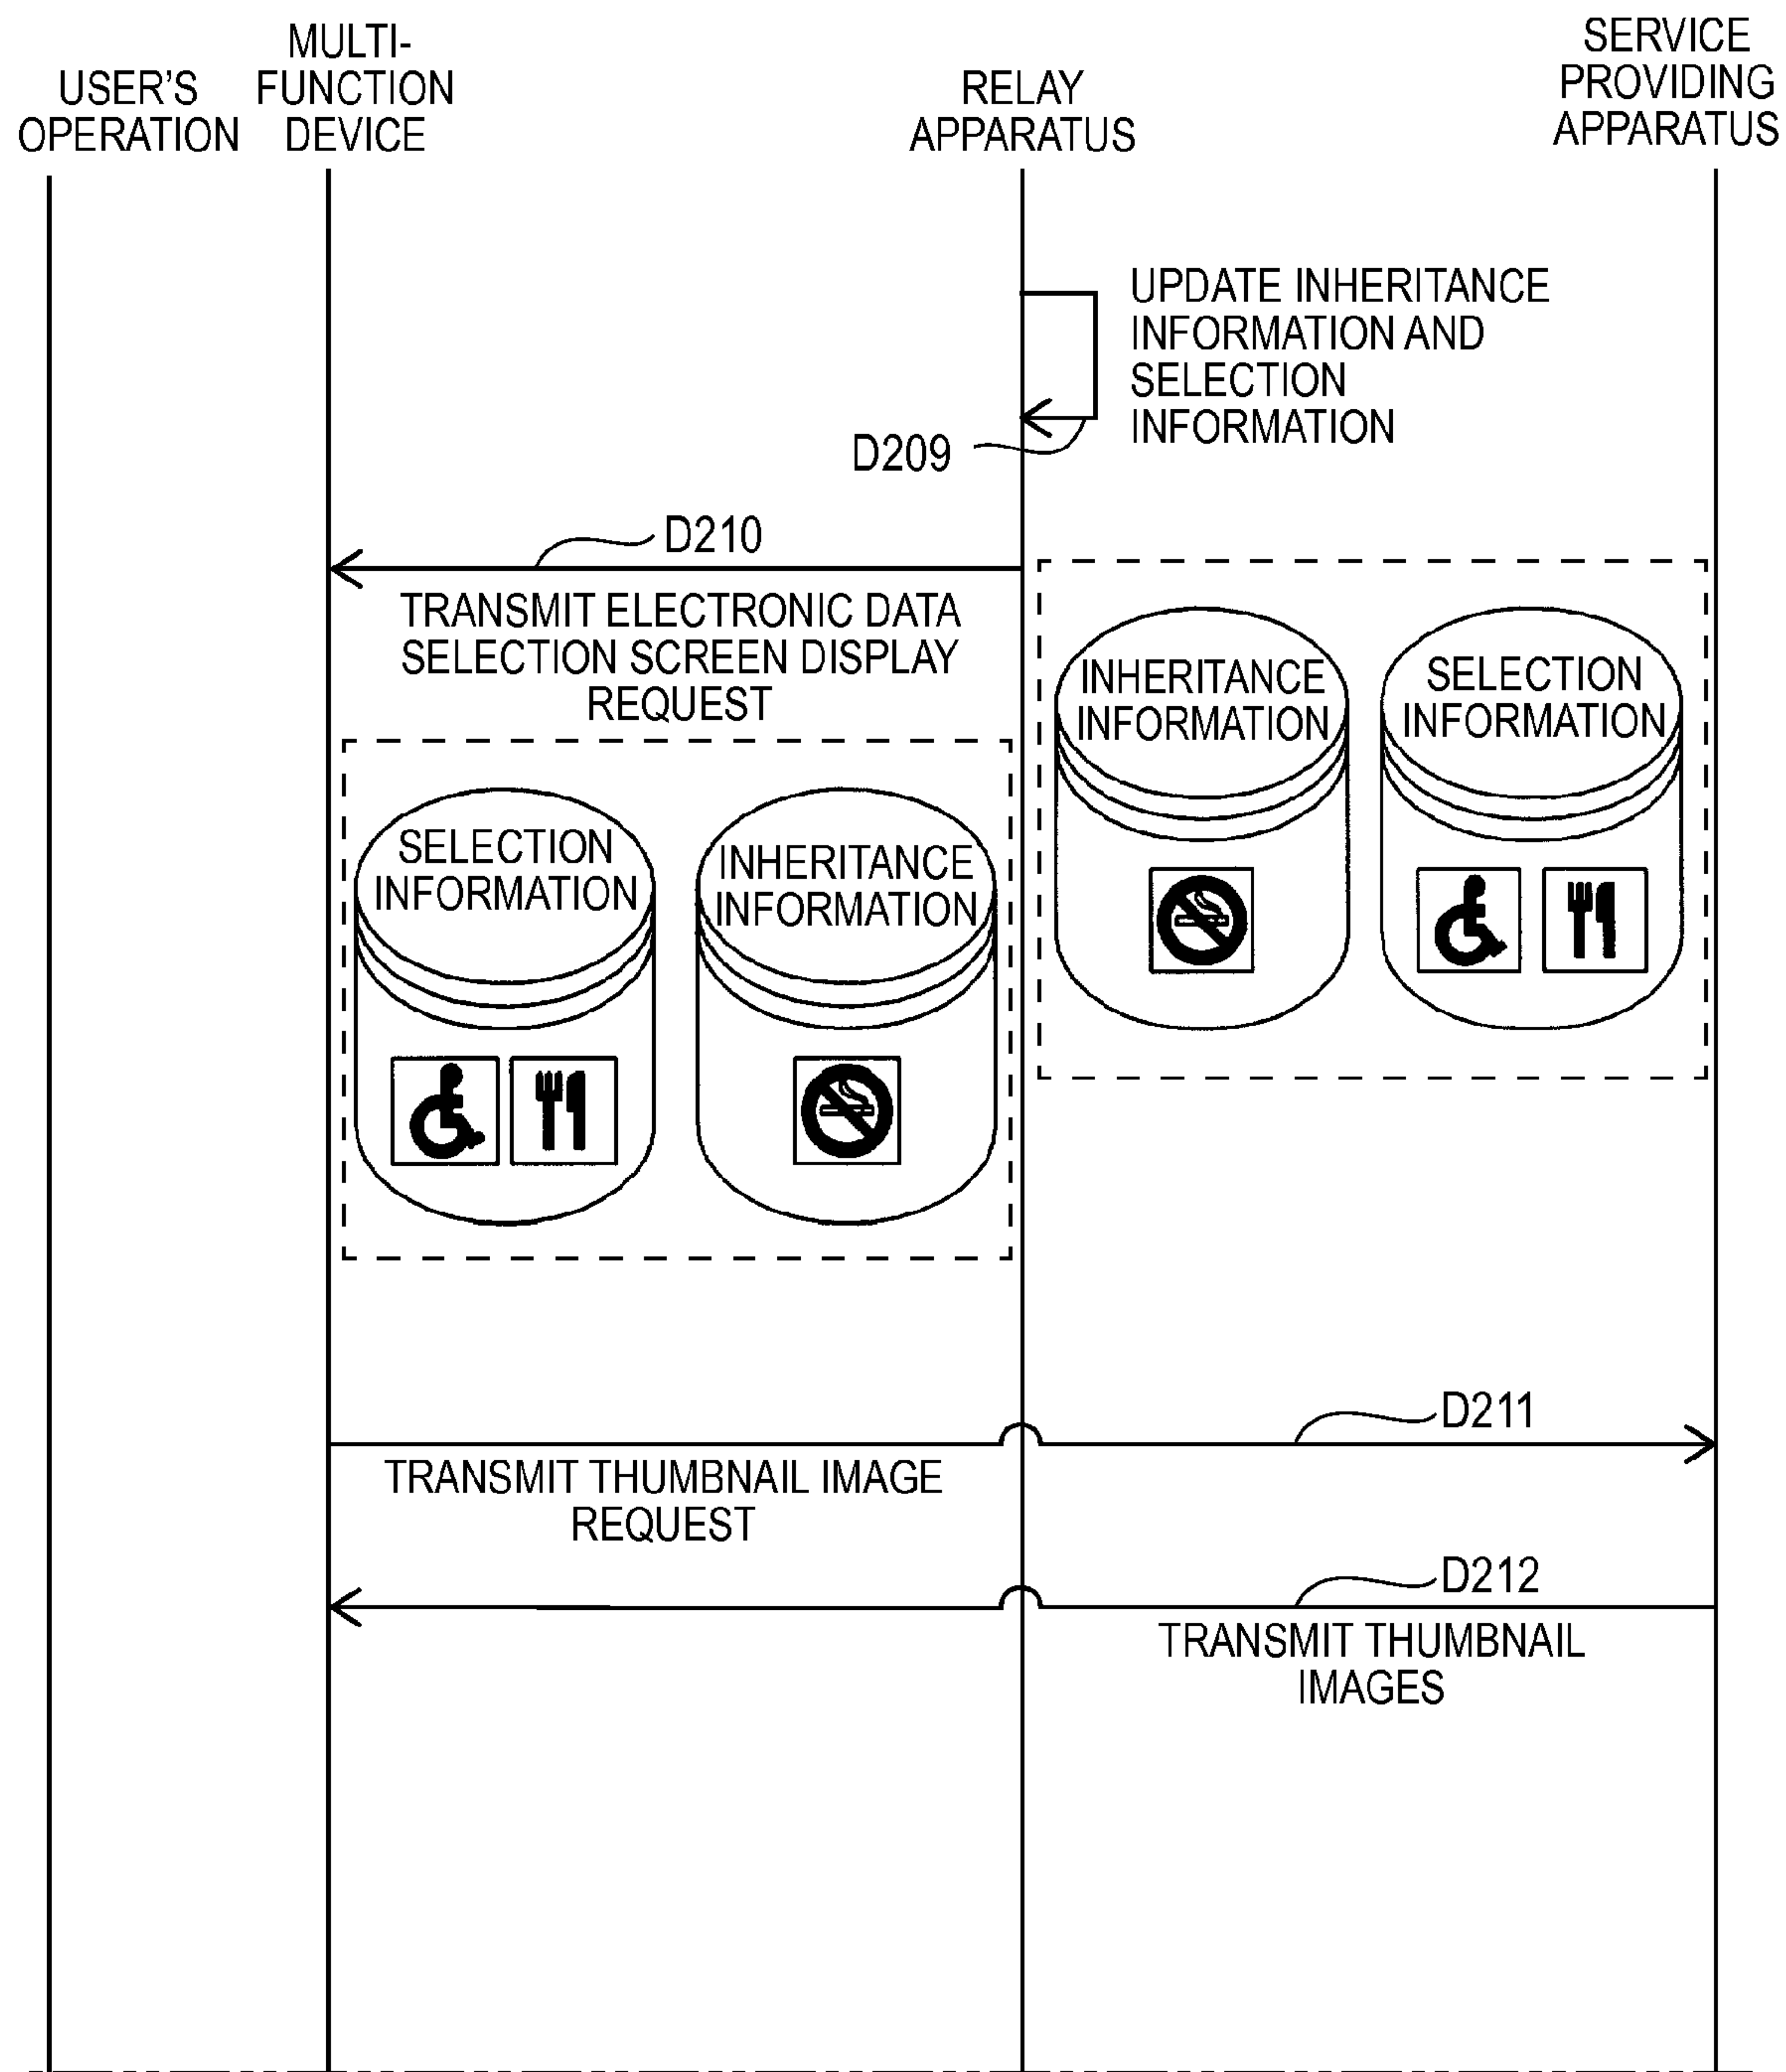 USER'S
OPERATION
MULTI-
FUNCTION
DEVICE
RELAY
APPARATUS
SERVICE
PROVIDING
APPARATUS
UPDATE INHERITANCE
INFORMATION AND
SELECTION
INFORMATION
D209
D210
TRANSMIT ELECTRONIC DATA
SELECTION SCREEN DISPLAY
REQUEST
INHERITANCE
INFORMATION
SELECTION
INFORMATION
SELECTION
INFORMATION
INHERITANCE
INFORMATION
D211
TRANSMIT THUMBNAIL IMAGE
REQUEST
D212
TRANSMIT THUMBNAIL
IMAGES